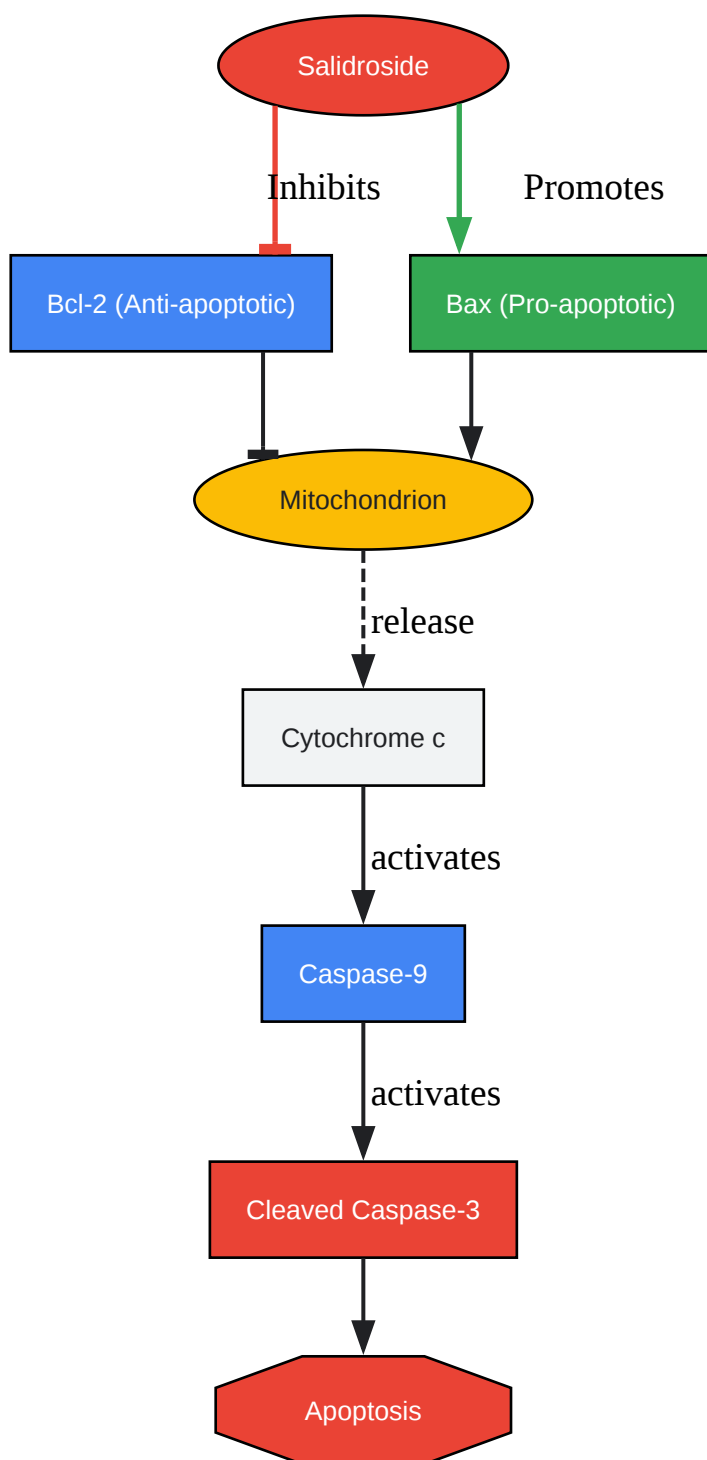 Salidroside
Inhibits
Promotes
Bcl-2 (Anti-apoptotic)
Bax (Pro-apoptotic)
Mitochondrion
release
Cytochrome c
activates
Caspase-9
activates
Cleaved Caspase-3
Apoptosis